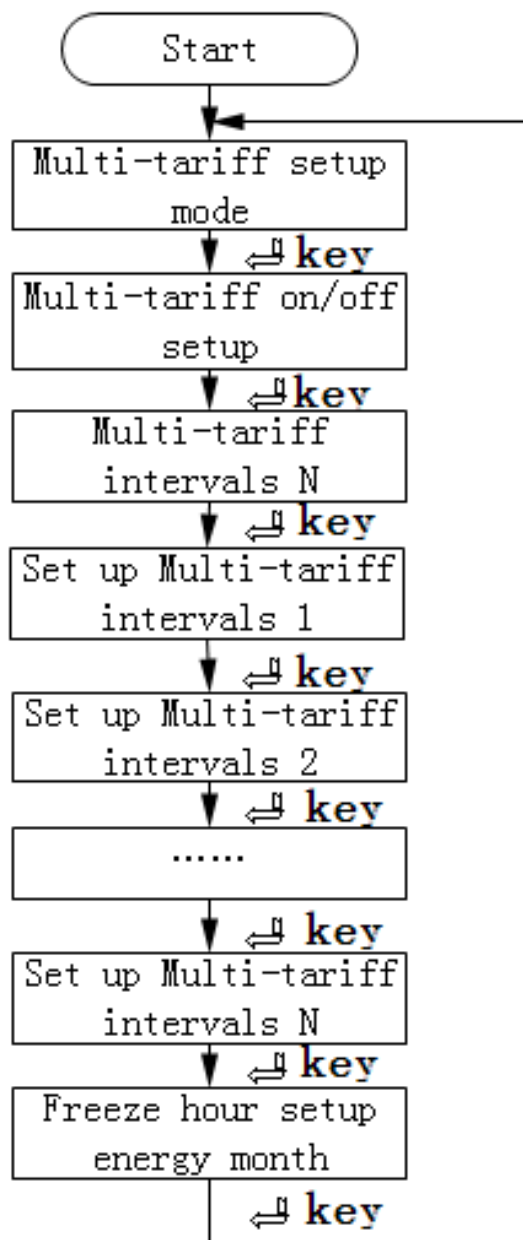 Start
Multi-tariff setup
mode
key
Multi-tariff on/off
setup
key
Multi-tariff
intervals N
key
Set up Multi-tariff
intervals 1
key
Set up Multi-tariff
intervals 2
key
……
key
Set up Multi-tariff
intervals N
key
Freeze hour setup
energy month
key